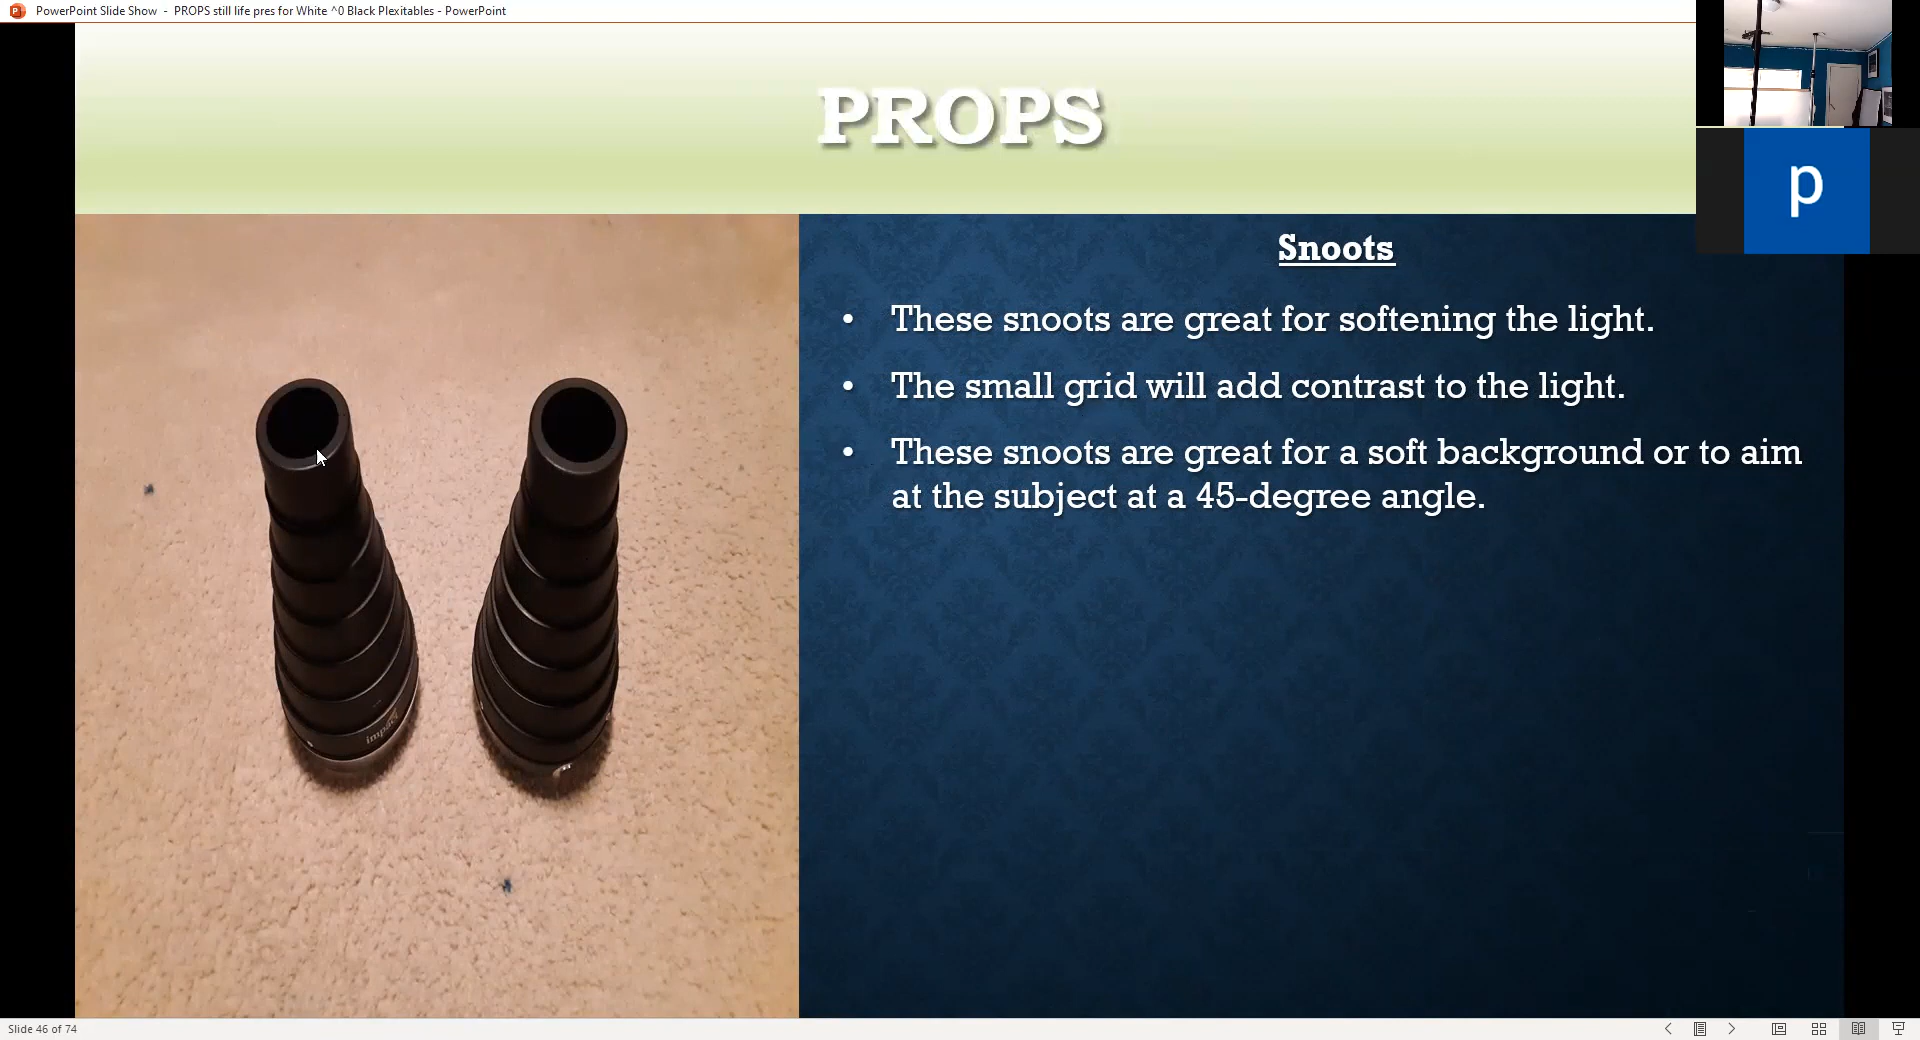 PowerPoint Slide Show - PROPS still life pres for White ^0 Black Plexitables - PowerPoint
PROPS
p
Snoots
• These snoots are great for softening the light.
• The small grid will add contrast to the light.
• These snoots are great for a soft background or to aim
at the subject at a 45-degree angle.
impact
Slide 46 of 74